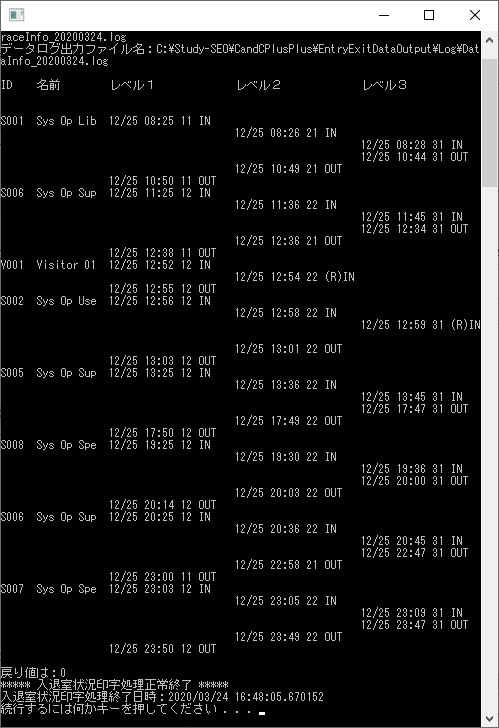 raceInfo_20200324.log
データログ出力ファイル名：C:¥Study-SEO¥CandCPlusPlus¥EntryExitDataOutput¥Log¥Dat
aInfo_20200324.log
ID 名前 レベル１ レベル２ レベル３
S001 Sys Op Lib 12/25 08:25 11 IN
12/25 08:26 21 IN
12/25 08:28 31 IN
12/25 10:44 31 OUT
12/25 10:49 21 OUT
12/25 10:50 11 OUT
S006 Sys Op Sup 12/25 11:25 12 IN
12/25 11:36 22 IN
12/25 11:45 31 IN
12/25 12:34 31 OUT
12/25 12:36 21 OUT
12/25 12:38 11 OUT
V001 Visitor 01 12/25 12:52 12 IN
12/25 12:54 22 (R)IN
12/25 12:55 12 OUT
S002 Sys Op Use 12/25 12:56 12 IN
12/25 12:58 22 IN
12/25 12:59 31 (R)IN
12/25 13:01 22 OUT
12/25 13:03 12 OUT
S005 Sys Op Sup 12/25 13:25 12 IN
12/25 13:36 22 IN
12/25 13:45 31 IN
12/25 17:47 31 OUT
12/25 17:49 22 OUT
12/25 17:50 12 OUT
S008 Sys Op Spe 12/25 19:25 12 IN
12/25 19:30 22 IN
12/25 19:36 31 IN
12/25 20:00 31 OUT
12/25 20:03 22 OUT
12/25 20:14 12 OUT
S006 Sys Op Sup 12/25 20:25 12 IN
12/25 20:36 22 IN
12/25 20:45 31 IN
12/25 22:47 31 OUT
12/25 22:58 21 OUT
12/25 23:00 11 OUT
S007 Sys Op Spe 12/25 23:03 12 IN
12/25 23:05 22 IN
12/25 23:09 31 IN
12/25 23:47 31 OUT
12/25 23:49 22 OUT
12/25 23:50 12 OUT
戻り値は：0
***** 入退室状況印字処理正常終了 *****
入退室状況印字処理終了日時：2020/03/24 16:48:05.670152
続行するには何かキーを押してください . . .